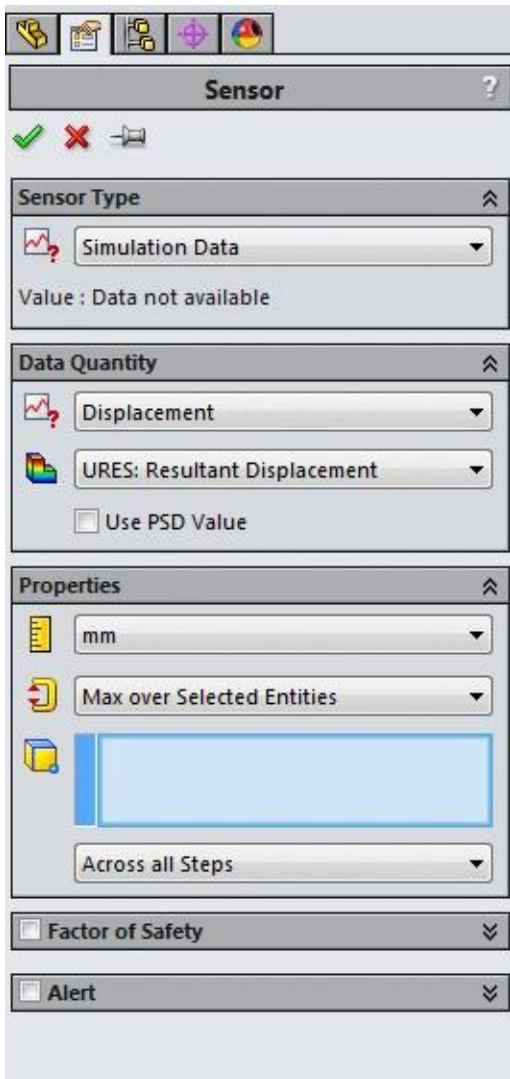 Sensor
?
Sensor Type
Simulation Data
Value : Data not available
Data Quantity
Displacement
URES: Resultant Displacement
Use PSD Value
Properties
mm
Max over Selected Entities
Across all Steps
Factor of Safety
Alert